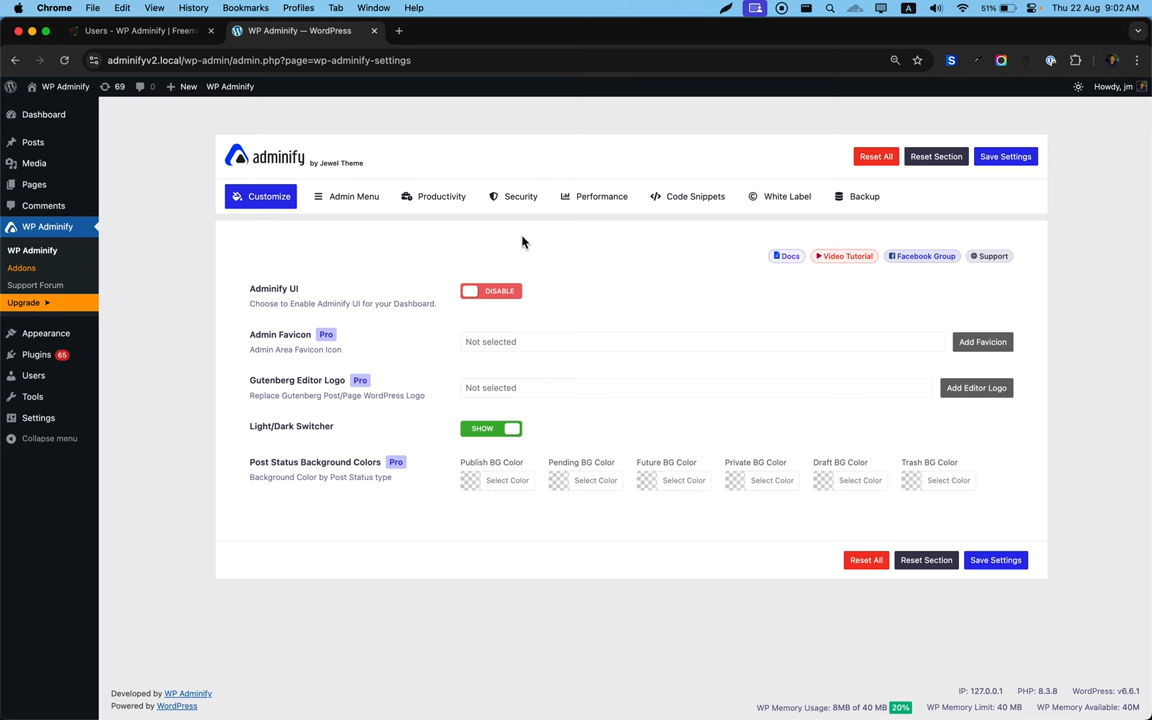 Chrome File Edit View History Bookmarks Profiles Tab Window Help A 51% Thu 22 Aug 9:02 AM
Users - WP Adminify | Freem WP Adminify — WordPress
adminifyv2.local/wp-admin/admin.php?page=wp-adminify-settings
WP Adminify 69 0 New WP Adminify Howdy, jm
Dashboard
Posts
Media
Pages
Comments
WP Adminify
WP Adminify
Addons
Support Forum
Upgrade ➤
Appearance
Plugins 65
Users
Tools
Settings
Collapse menu
adminify by Jewel Theme
Reset All Reset Section Save Settings
Customize Admin Menu Productivity Security Performance Code Snippets White Label Backup
Docs Video Tutorial Facebook Group Support
Adminify UI DISABLE
Choose to Enable Adminify UI for your Dashboard.
Admin Favicon Pro Not selected Add Favicion
Admin Area Favicon Icon
Gutenberg Editor Logo Pro Not selected Add Editor Logo
Replace Gutenberg Post/Page WordPress Logo
Light/Dark Switcher SHOW
Post Status Background Colors Pro Publish BG Color Pending BG Color Future BG Color Private BG Color Draft BG Color Trash BG Color
Background Color by Post Status type Select Color Select Color Select Color Select Color Select Color Select Color
Reset All Reset Section Save Settings
Developed by WP Adminify
Powered by WordPress
IP: 127.0.0.1 PHP: 8.3.8 WordPress: v6.6.1
WP Memory Usage: 8MB of 40 MB 20% WP Memory Limit: 40 MB WP Memory Available: 40M